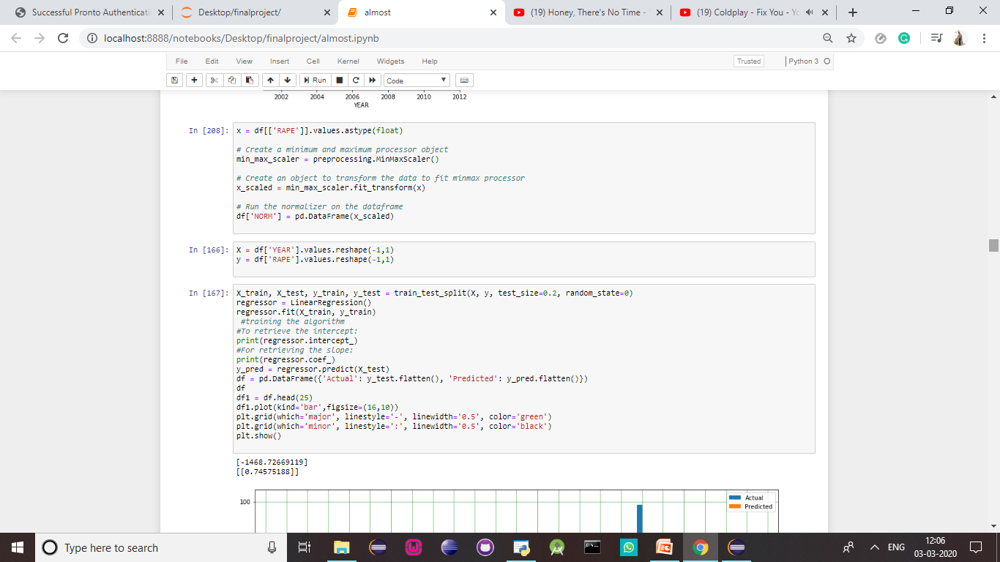 Successful Pronto Authenticati
Desktop/finalproject/
almost
(19) Honey, There's No Time -
(19) Coldplay - Fix You - Yo
localhost:8888/notebooks/Desktop/finalproject/almost.ipynb
File Edit View Insert Cell Kernel Widgets Help
Trusted
Python 3
Run
Code
2002 2004 2006 2008 2010 2012
YEAR
In [208]:
x = df[['RAPE']].values.astype(float)
# Create a minimum and maximum processor object
min_max_scaler = preprocessing.MinMaxScaler()
# Create an object to transform the data to fit minmax processor
x_scaled = min_max_scaler.fit_transform(x)
# Run the normalizer on the dataframe
df['NORM'] = pd.DataFrame(x_scaled)
In [166]:
X = df['YEAR'].values.reshape(-1,1)
y = df['RAPE'].values.reshape(-1,1)
In [167]:
X_train, X_test, y_train, y_test = train_test_split(X, y, test_size=0.2, random_state=0)
regressor = LinearRegression()
regressor.fit(X_train, y_train)
#training the algorithm
#To retrieve the intercept:
print(regressor.intercept_)
#For retrieving the slope:
print(regressor.coef_)
y_pred = regressor.predict(X_test)
df = pd.DataFrame({'Actual': y_test.flatten(), 'Predicted': y_pred.flatten()})
df
df1 = df.head(25)
df1.plot(kind='bar',figsize=(16,10))
plt.grid(which='major', linestyle='-', linewidth='0.5', color='green')
plt.grid(which='minor', linestyle=':', linewidth='0.5', color='black')
plt.show()
[-1468.72669119]
[[0.74575188]]
100
Actual
Predicted
Type here to search
ENG
12:06
03-03-2020